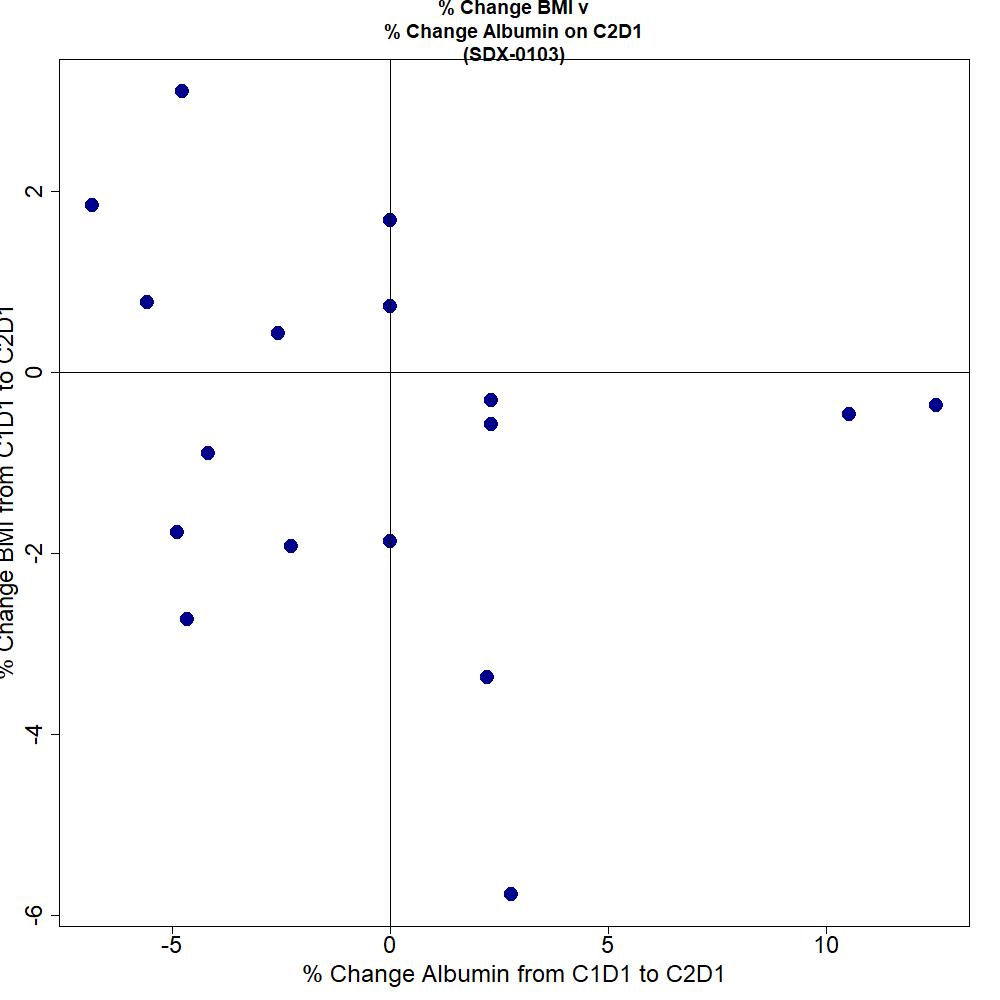 % Change BMI v
% Change Albumin on C2D1
(SDX-0103)
% Change BMI from C1D1 to C2D1
2
0
-2
-4
-6
-5
0
5
10
% Change Albumin from C1D1 to C2D1